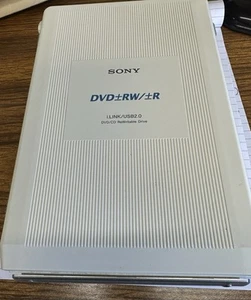 SONY
DVD±RW/±R
i.LINK/USB2.0
DVD/CD Rewritable Drive